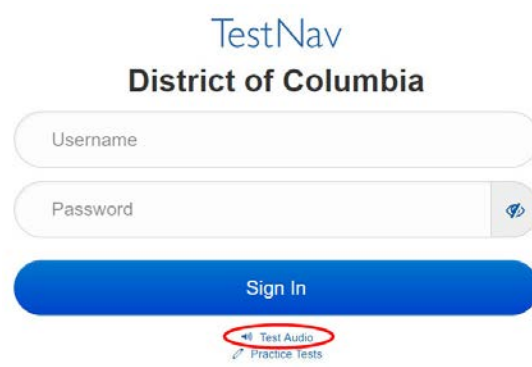 TestNav
District of Columbia
Username
Password
Sign In
Test Audio
Practice Tests